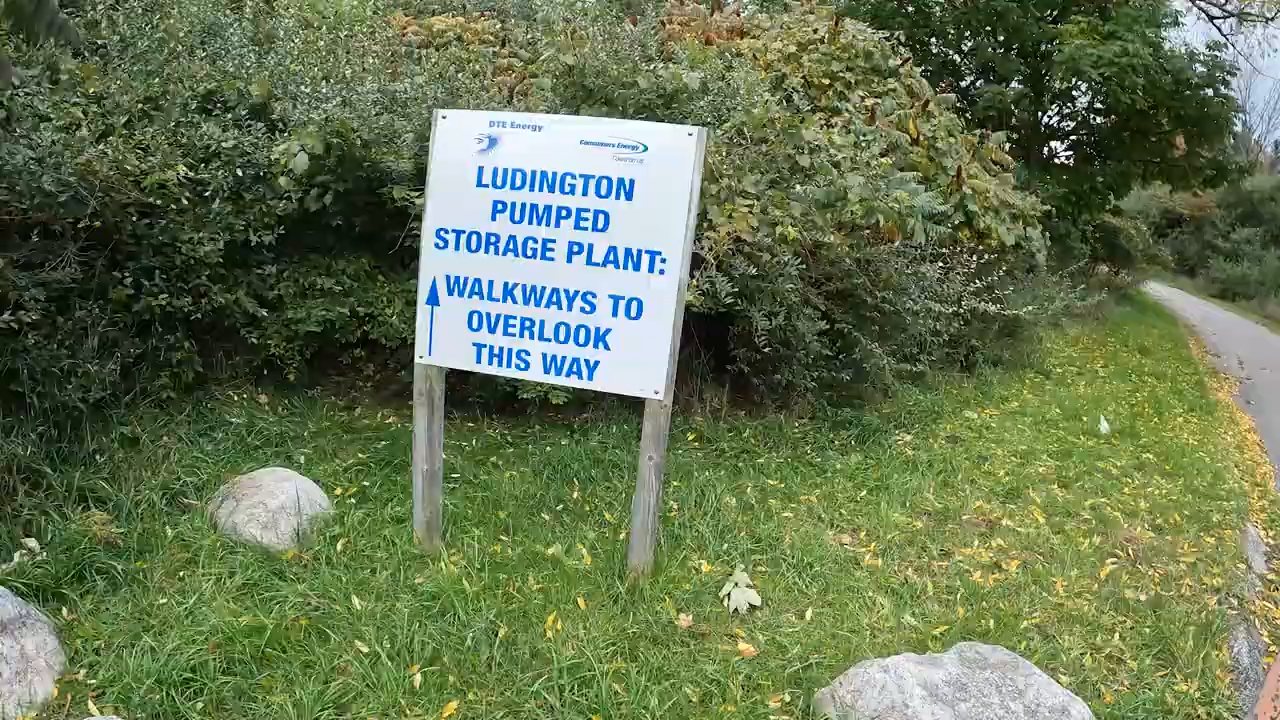 DTE Energy
Consumers Energy
LUDINGTON
PUMPED
STORAGE PLANT:
WALKWAYS TO
OVERLOOK
THIS WAY